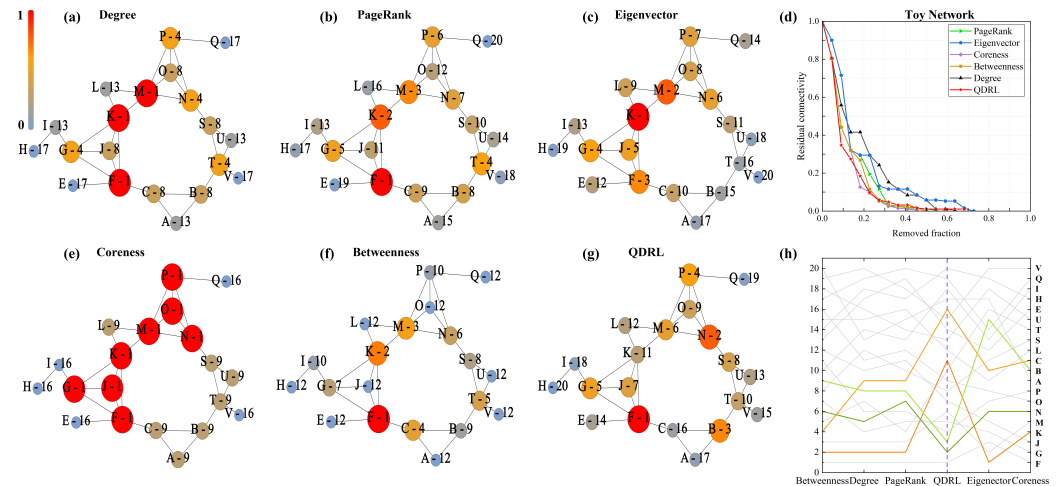 1
0
(a) Degree
P - 4
Q - 17
O - 8
L - 13
M - 1
N - 4
K - 1
S - 8
I - 13
U - 13
H - 17
G - 4
J - 8
T - 4
V - 17
E - 17
F - 1
C - 8
B - 8
A - 13
(b) PageRank
P - 6
Q - 20
O - 12
L - 16
M - 3
N - 7
K - 2
S - 10
I - 13
U - 14
G - 5
J - 11
T - 4
H - 17
V - 18
E - 19
F - 1
C - 9
B - 8
A - 15
(c) Eigenvector
P - 7
Q - 14
O - 8
L - 9
M - 2
N - 6
K - 1
S - 11
I - 13
U - 18
H - 19
G - 4
J - 5
T - 16
V - 20
E - 12
F - 3
C - 10
B - 15
A - 17
(d) Toy Network
Residual connectivity
1.0
0.8
0.6
0.4
0.2
0.0
0.0 0.2 0.4 0.6 0.8 1.0
Removed fraction
PageRank
Eigenvector
Coreness
Betweenness
Degree
QDRL
(e) Coreness
P - 1
Q - 16
O - 1
L - 9
M - 1
N - 1
K - 1
S - 9
I - 16
U - 9
H - 16
G - 1
J - 1
T - 9
V - 16
E - 16
F - 1
C - 9
B - 9
A - 9
(f) Betweenness
P - 10
Q - 12
O - 12
L - 12
M - 3
N - 6
K - 2
S - 8
I - 10
U - 12
H - 12
G - 7
J - 12
T - 5
V - 12
E - 12
F - 1
C - 4
B - 9
A - 12
(g) QDRL
P - 4
Q - 19
O - 9
L - 12
M - 6
N - 2
K - 11
S - 8
I - 18
U - 13
H - 20
G - 5
J - 7
T - 10
V - 15
E - 14
F - 1
C - 16
B - 3
A - 17
(h)
20
18
16
14
12
10
8
6
4
2
0
V
Q
I
H
E
U
T
S
L
C
B
A
P
O
N
M
K
J
G
F
Betweenness Degree PageRank QDRL Eigenvector Coreness